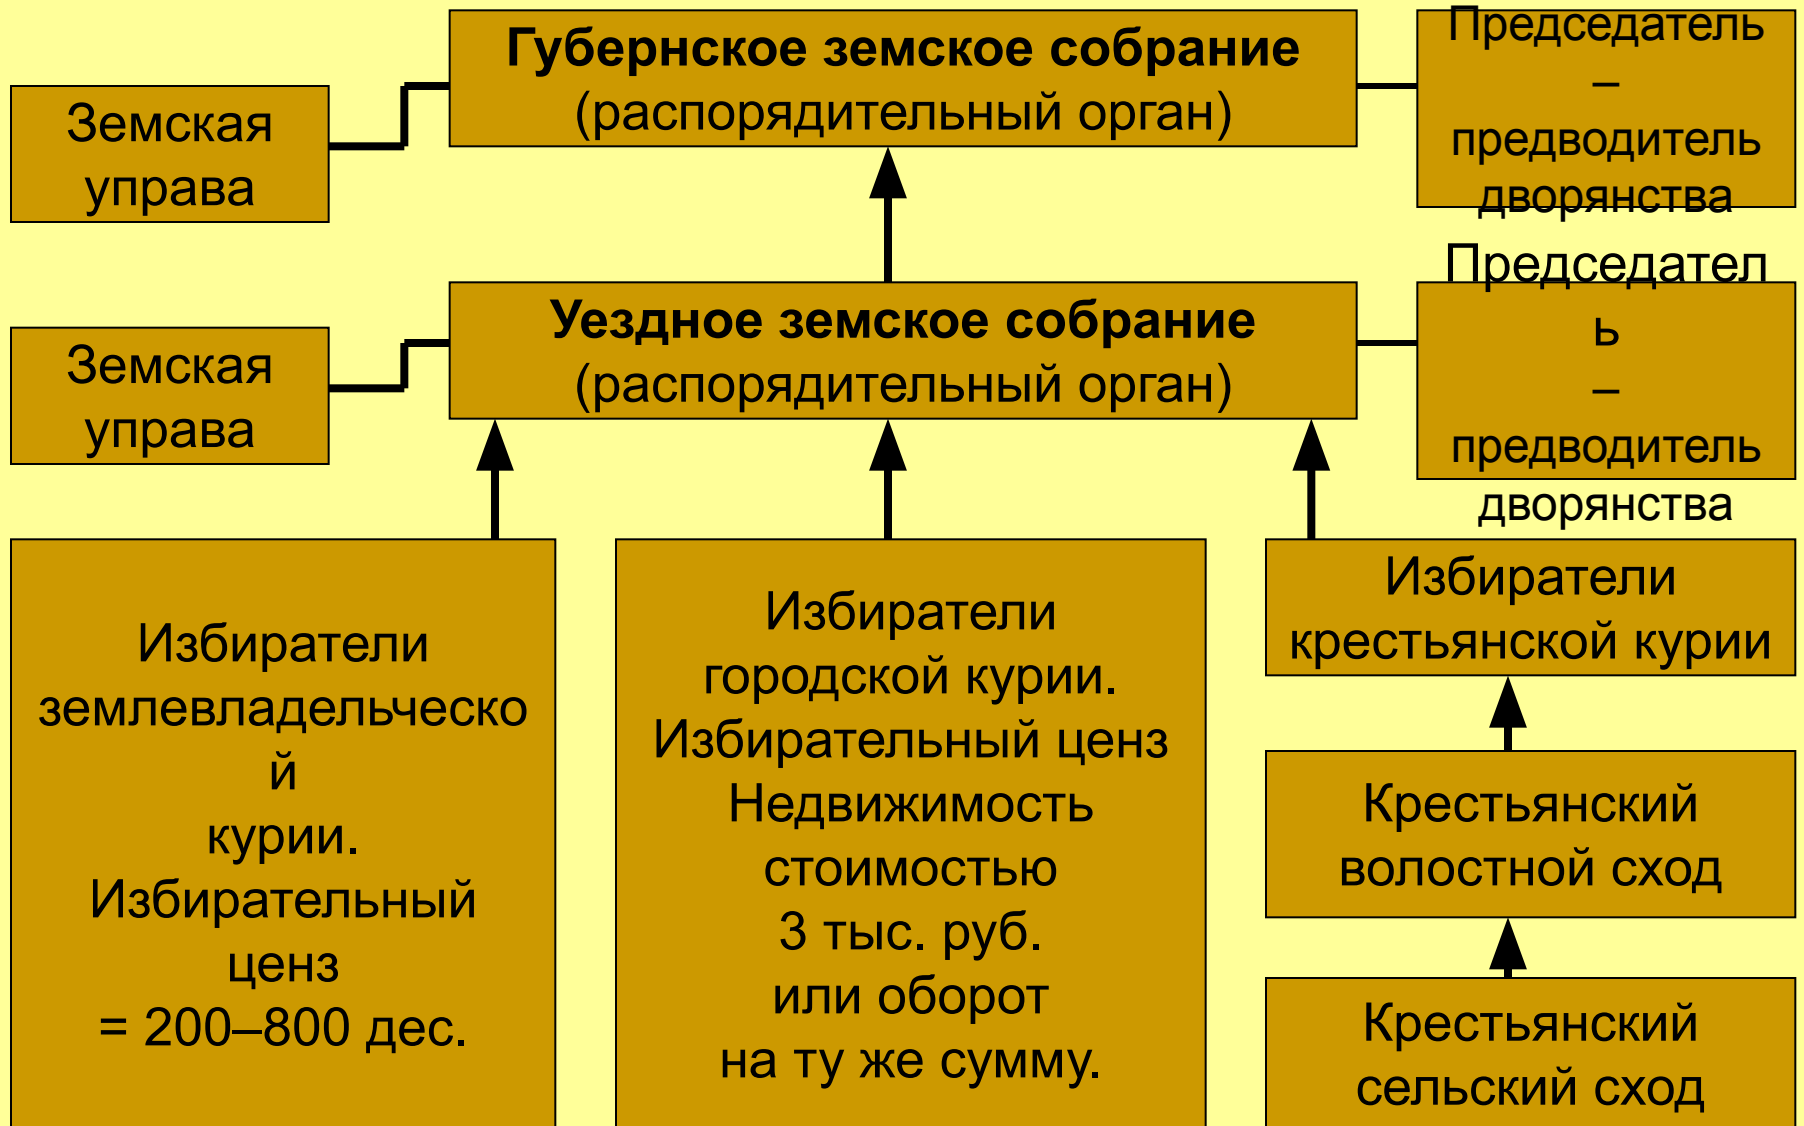 Губернское земское собрание
(распорядительный орган)
Председатель
–
предводитель
дворянства
Земская
управа
Уездное земское собрание
(распорядительный орган)
Председател
ь
–
предводитель
дворянства
Земская
управа
Избиратели
землевладельческо
й
курии.
Избирательный
ценз
= 200–800 дес.
Избиратели
городской курии.
Избирательный ценз
Недвижимость
стоимостью
3 тыс. руб.
или оборот
на ту же сумму.
Избиратели
крестьянской курии
Крестьянский
волостной сход
Крестьянский
сельский сход